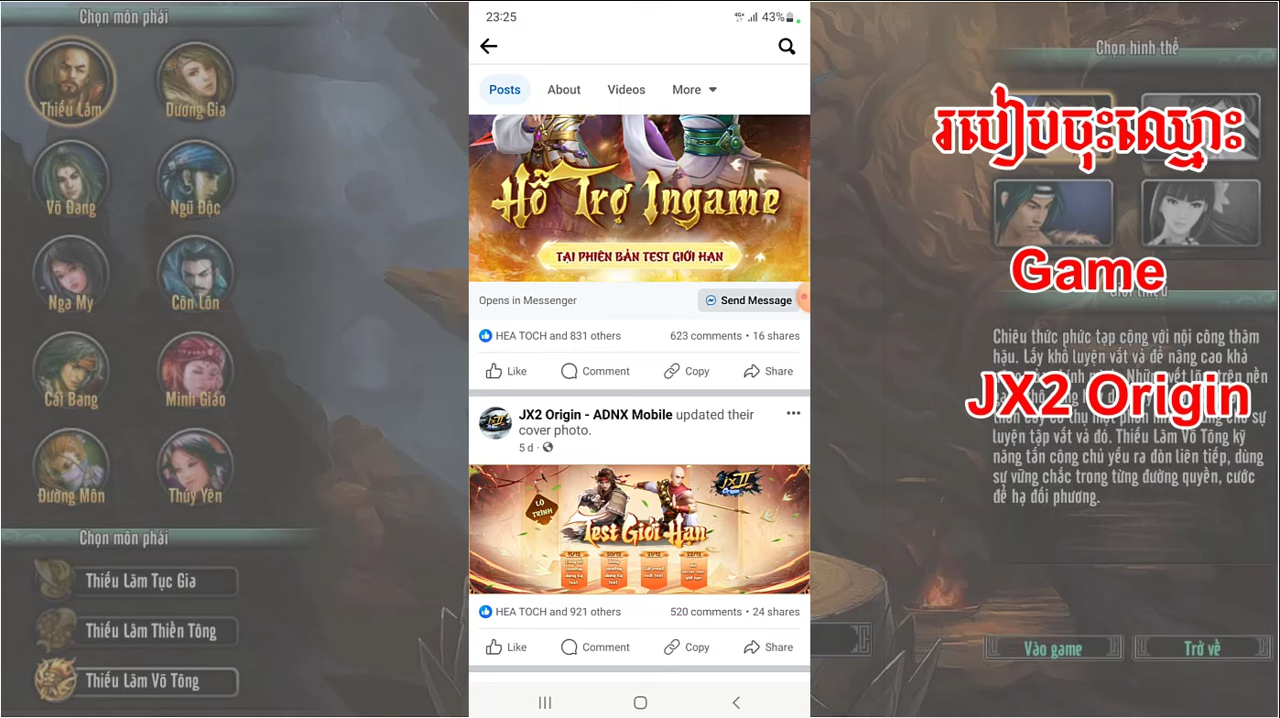 Chọn môn phái
Thiếu Lâm
Dương Gia
Võ Đang
Ngũ Độc
Nga My
Côn Lôn
Cái Bang
Minh Giáo
Đường Môn
Thúy Yên
Chọn môn phái
Thiếu Lâm Tục Gia
Thiếu Lâm Thiền Tông
Thiếu Lâm Võ Tông
23:25
4G+
43%
Posts
About
Videos
More
Hỗ Trợ Ingame
TẠI PHIÊN BẢN TEST GIỚI HẠN
Opens in Messenger
Send Message
HEA TOCH and 831 others
623 comments • 16 shares
Like
Comment
Copy
Share
JX2 Origin - ADNX Mobile updated their
cover photo.
5 d
JX II
Origin
LỘ
TRÌNH
Test Giới Hạn
HEA TOCH and 921 others
520 comments • 24 shares
Like
Comment
Copy
Share
Chọn hình thể
របៀបចុះឈ្មោះ
Game
JX2 Origin
Chiêu thức phức tạp cộng với nội công thâm
hậu. Lấy khổ luyện vất và để nâng cao khả
luyện tập vất và đó. Thiếu Lâm Võ Tông kỹ
năng tấn công chủ yếu ra đòn liên tiếp, dùng
sự vững chắc trong từng đường quyền, cước
để hạ đối phương.
Vào game
Trở về